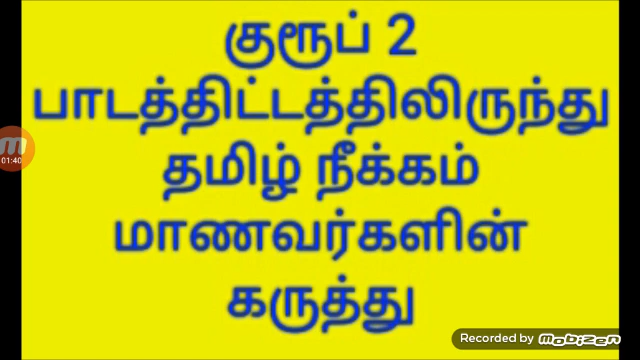 குரூப் 2
பாடத்திட்டத்திலிருந்து
தமிழ் நீக்கம்
மாணவர்களின்
கருத்து
01:40
Recorded by Mobizen